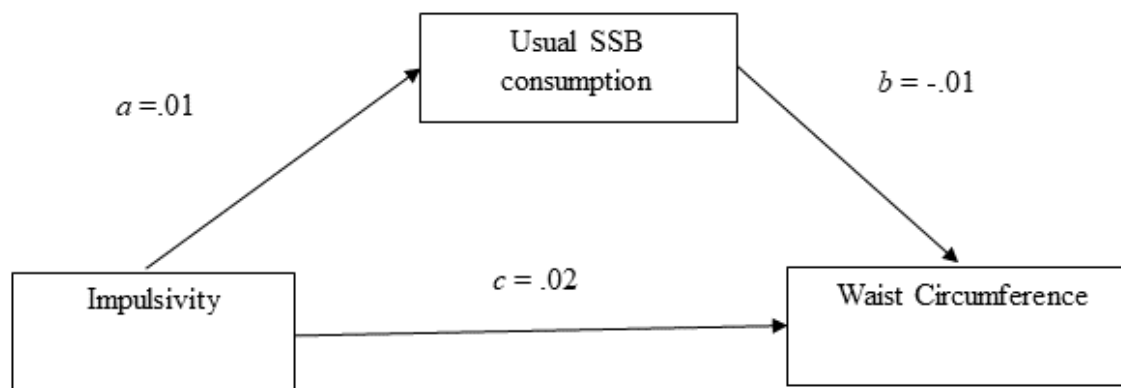 Usual SSB
consumption
a =.01
b = -.01
Impulsivity
c = .02
Waist Circumference